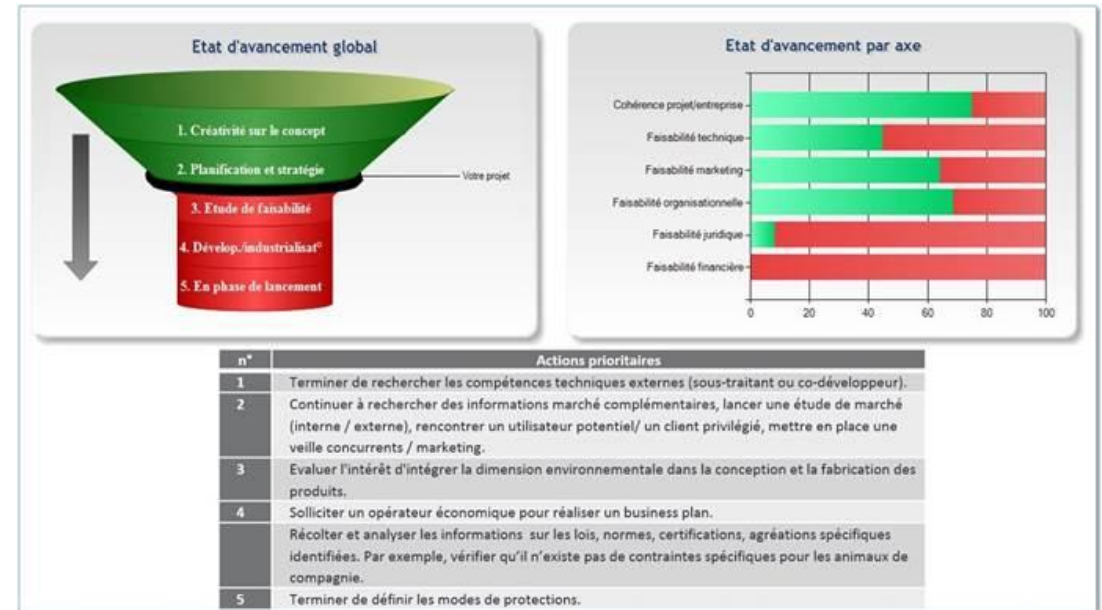 Etat d'avancement global
1. Créativité sur le concept
2. Planification et stratégie
Votre projet
3. Etude de faisabilité
4. Dévelop./industrialisat°
5. En phase de lancement
Etat d'avancement par axe
Cohérence projet/entreprise
Faisabilité technique
Faisabilité marketing
Faisabilité organisationnelle
Faisabilité juridique
Faisabilité financière
0 20 40 60 80 100
n° Actions prioritaires
1 Terminer de rechercher les compétences techniques externes (sous-traitant ou co-développeur).
2 Continuer à rechercher des informations marché complémentaires, lancer une étude de marché
(interne / externe), rencontrer un utilisateur potentiel/ un client privilégié, mettre en place une
veille concurrents / marketing.
3 Evaluer l'intérêt d'intégrer la dimension environnementale dans la conception et la fabrication des
produits.
4 Solliciter un opérateur économique pour réaliser un business plan.
Récolter et analyser les informations sur les lois, normes, certifications, agréations spécifiques
identifiées. Par exemple, vérifier qu'il n'existe pas de contraintes spécifiques pour les animaux de
compagnie.
5 Terminer de définir les modes de protections.